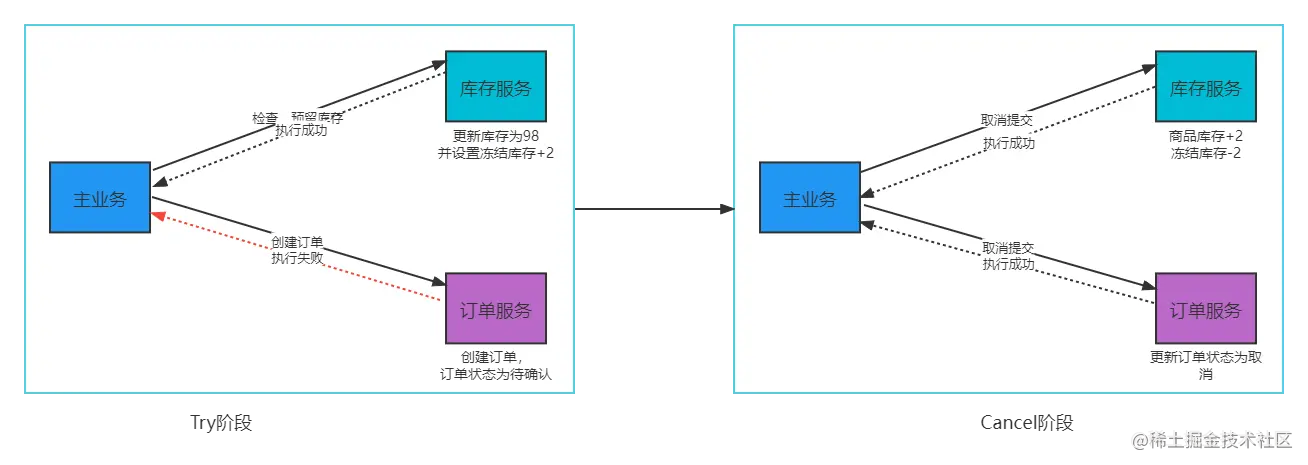 库存服务
检查、预留库存
执行成功
更新库存为98
并设置冻结库存+2
主业务
创建订单
执行失败
订单服务
创建订单，
订单状态为待确认
Try阶段
库存服务
取消提交
执行成功
商品库存+2
冻结库存-2
主业务
取消提交
执行成功
订单服务
更新订单状态为取
消
Cancel阶段
@稀土掘金技术社区